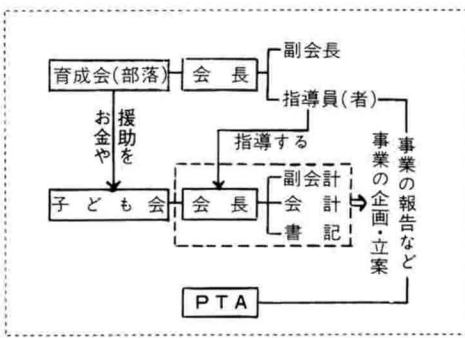 副会長
育成会(部落)
会長
指導員(者)
お金や
援助を
指導する
子ども会
会長
副会計
会計
書記
事業の報告など
事業の企画・立案
PTA